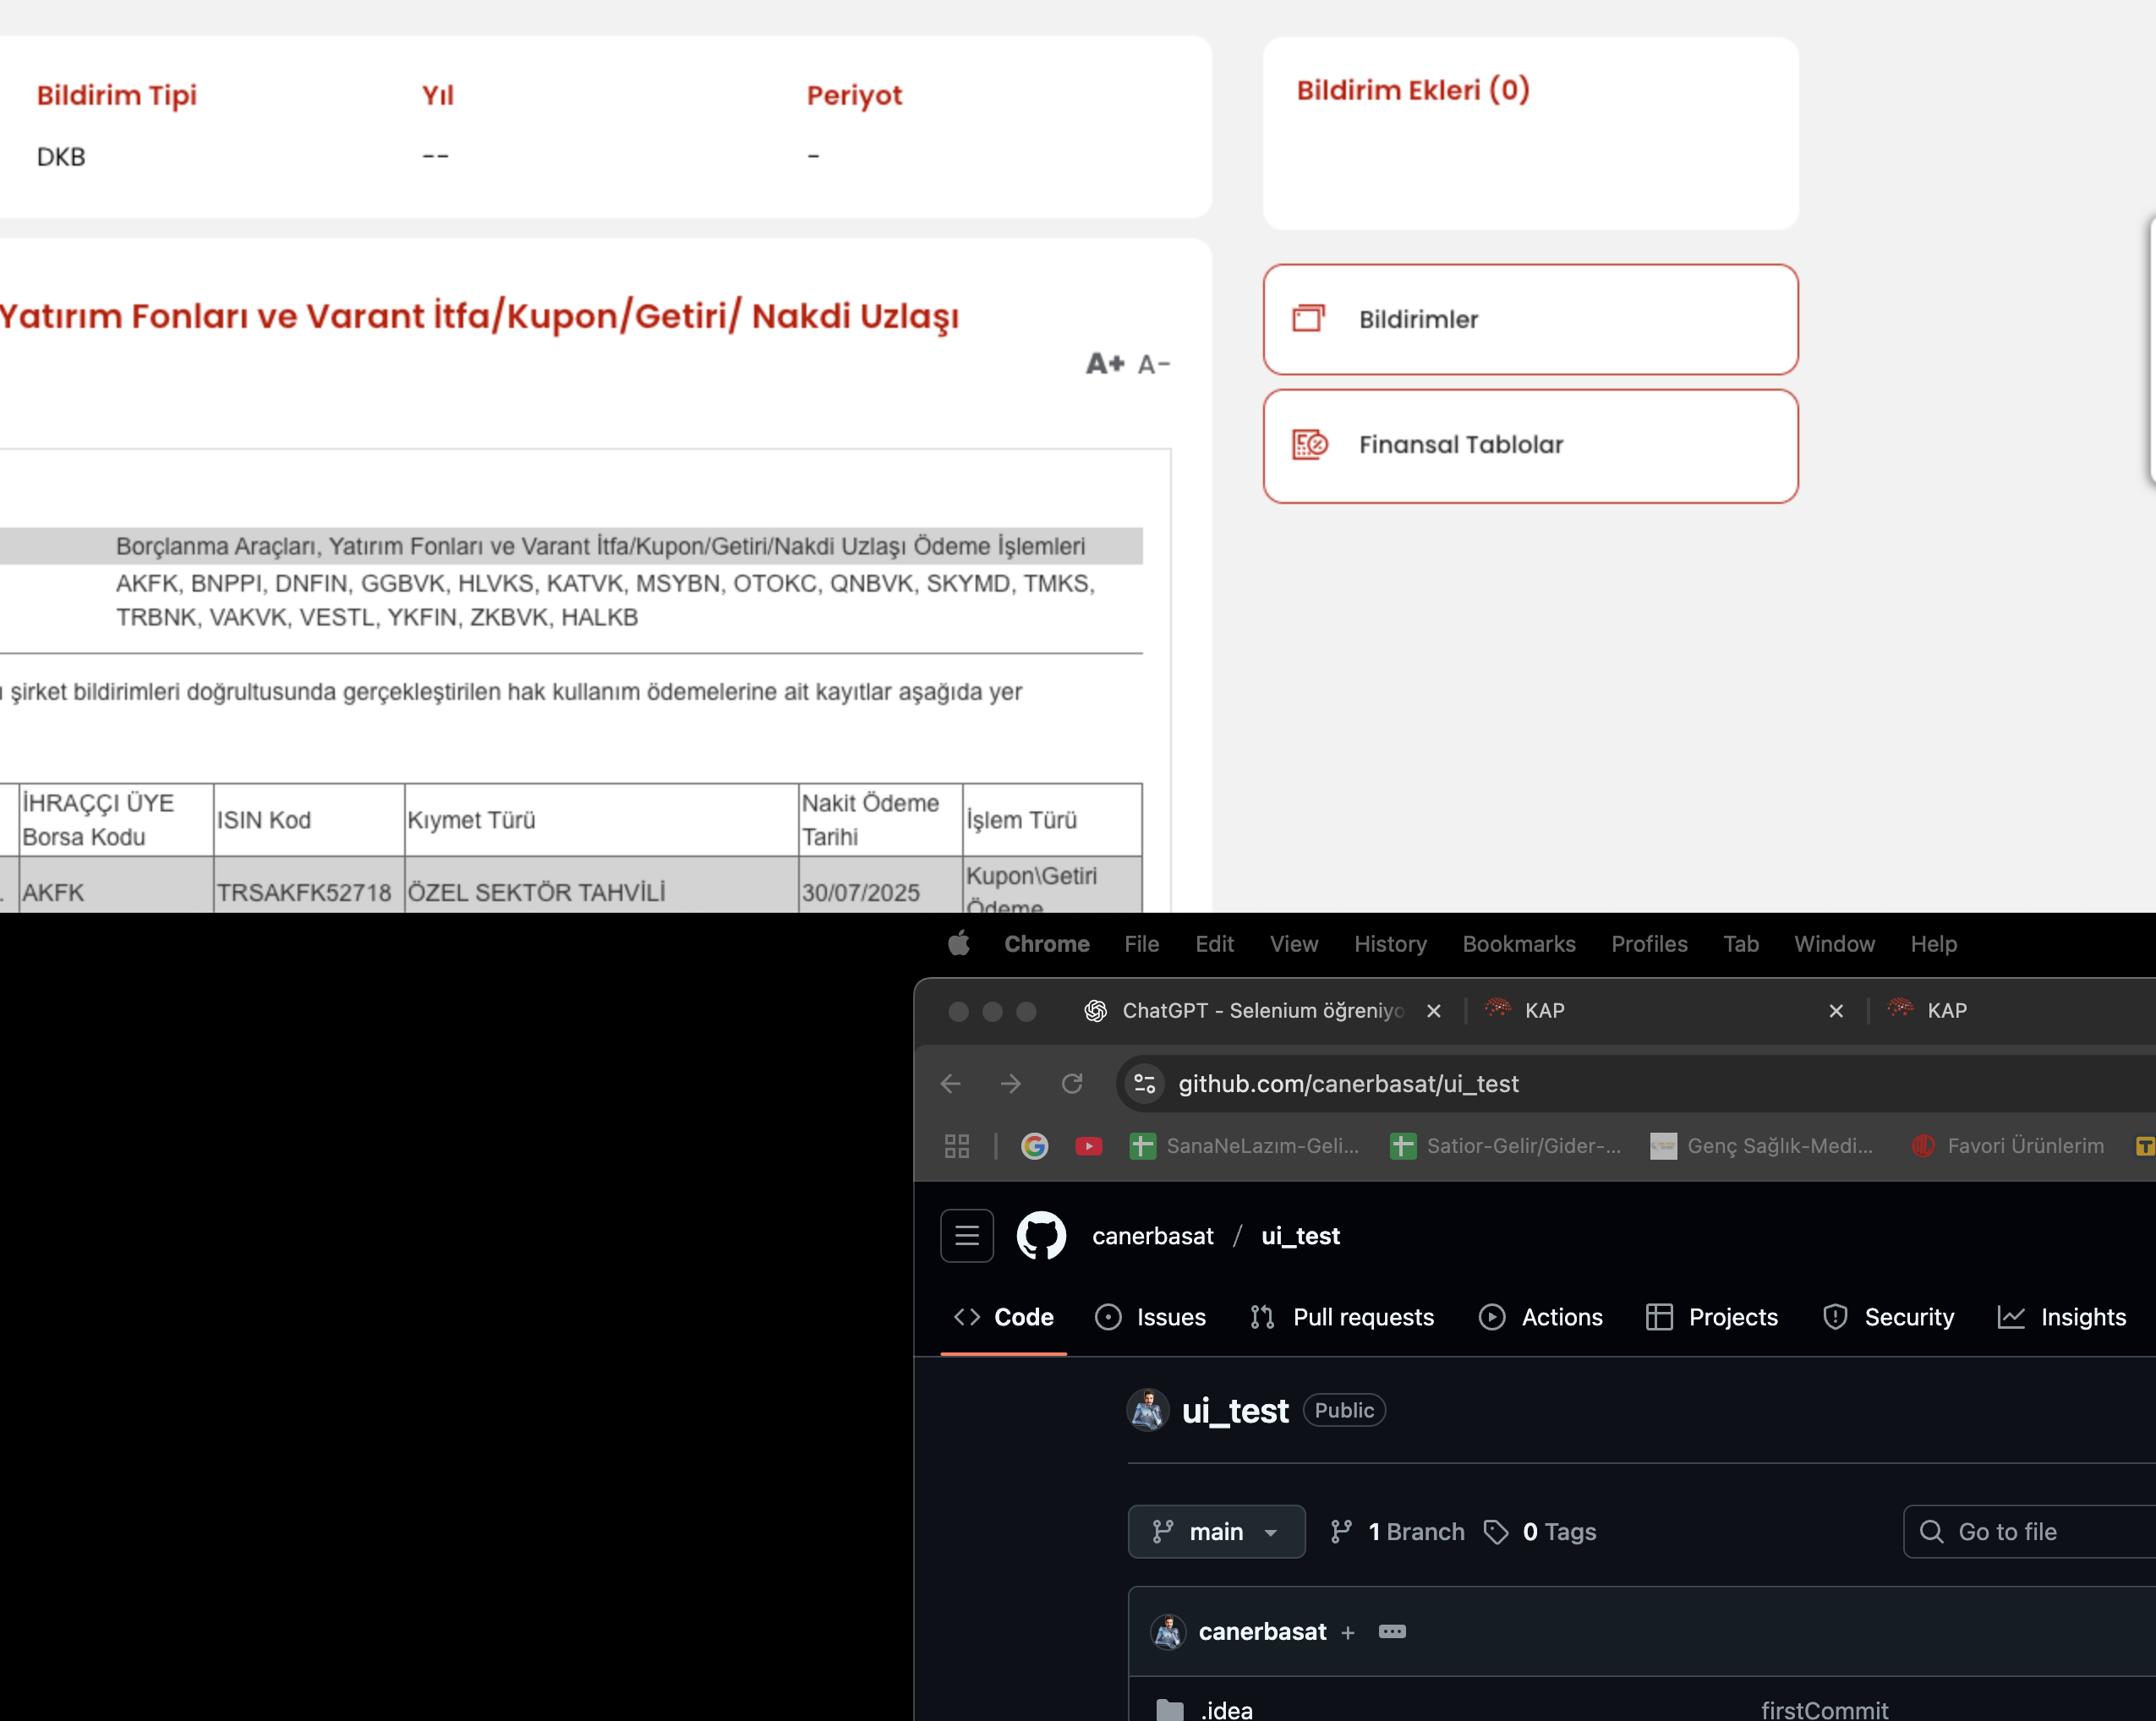 Bildirim Tipi
Yıl
Periyot
DKB
--
-
Bildirim Ekleri (0)
Yatırım Fonları ve Varant İtfa/Kupon/Getiri/ Nakdi Uzlaşı
A+ A-
Bildirimler
Finansal Tablolar
Borçlanma Araçları, Yatırım Fonları ve Varant İtfa/Kupon/Getiri/Nakdi Uzlaşı Ödeme İşlemleri
AKFK, BNPPI, DNFIN, GGBVK, HLVKS, KATVK, MSYBN, OTOKC, QNBVK, SKYMD, TMKS,
TRBNK, VAKVK, VESTL, YKFIN, ZKBVK, HALKB
şirket bildirimleri doğrultusunda gerçekleştirilen hak kullanım ödemelerine ait kayıtlar aşağıda yer
İHRAÇÇI ÜYE
Borsa Kodu
ISIN Kod
Kıymet Türü
Nakit Ödeme
Tarihi
İşlem Türü
AKFK
TRSAKFK52718
ÖZEL SEKTÖR TAHVİLİ
30/07/2025
Kupon\Getiri
Ödeme
Chrome File Edit View History Bookmarks Profiles Tab Window Help
ChatGPT - Selenium öğreniyo
KAP
KAP
github.com/canerbasat/ui_test
SanaNeLazım-Geli...
Satior-Gelir/Gider-...
Genç Sağlık-Medi...
Favori Ürünlerim
canerbasat / ui_test
Code
Issues
Pull requests
Actions
Projects
Security
Insights
ui_test
Public
main
1 Branch
0 Tags
Go to file
canerbasat +
.idea
firstCommit